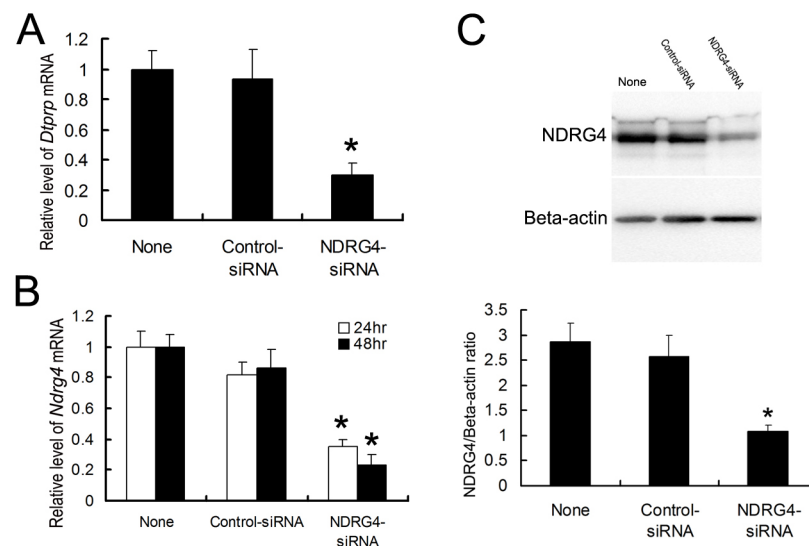 A
Relative level of Dtprp mRNA
1.2
1
0.8
0.6
0.4
0.2
0
None
Control-
siRNA
NDRG4-
siRNA
*
B
Relative level of Ndrg4 mRNA
1.2
1
0.8
0.6
0.4
0.2
0
24hr
48hr
*
*
None
Control-siRNA
NDRG4-
siRNA
C
None
Control-siRNA
NDRG4-siRNA
NDRG4
Beta-actin
NDRG4/Beta-actin ratio
3.5
3
2.5
2
1.5
1
0.5
0
*
None
Control-
siRNA
NDRG4-
siRNA